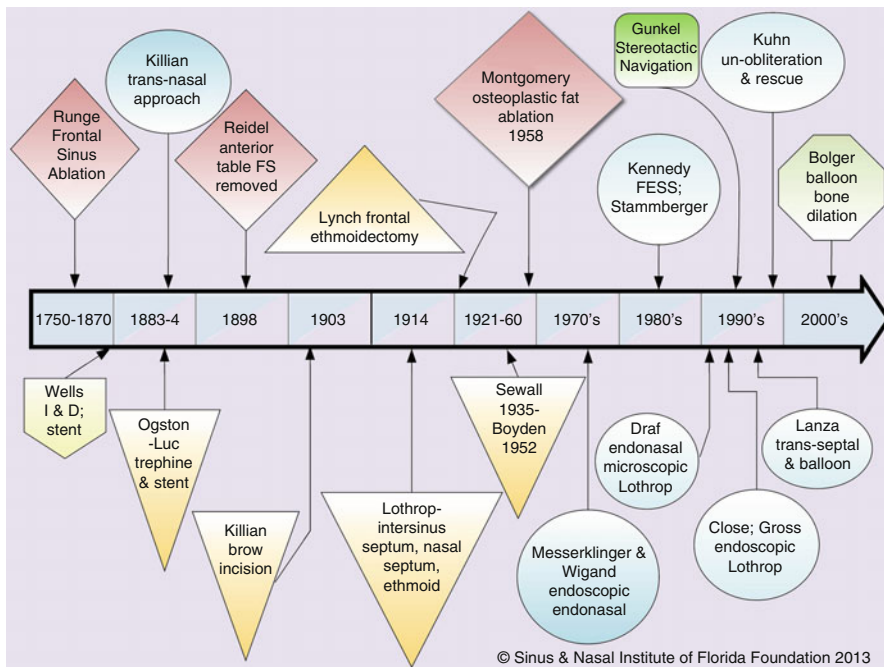 Runge
Frontal
Sinus
Ablation
Killian
trans-nasal
approach
Reidel
anterior
table FS
removed
Lynch frontal
ethmoidectomy
Montgomery
osteoplastic fat
ablation
1958
Gunkel
Stereotactic
Navigation
Kennedy
FESS;
Stammberger
Kuhn
un-obliteration
& rescue
Bolger
balloon
bone
dilation
1750-1870
1883-4
1898
1903
1914
1921-60
1970's
1980's
1990's
2000's
Wells
I & D;
stent
Ogston
-Luc
trephine
& stent
Killian
brow
incision
Lothrop-
intersinus
septum, nasal
septum,
ethmoid
Sewall
1935-
Boyden
1952
Messerklinger &
Wigand
endoscopic
endonasal
Draf
endonasal
microscopic
Lothrop
Close; Gross
endoscopic
Lothrop
Lanza
trans-septal
& balloon
© Sinus & Nasal Institute of Florida Foundation 2013